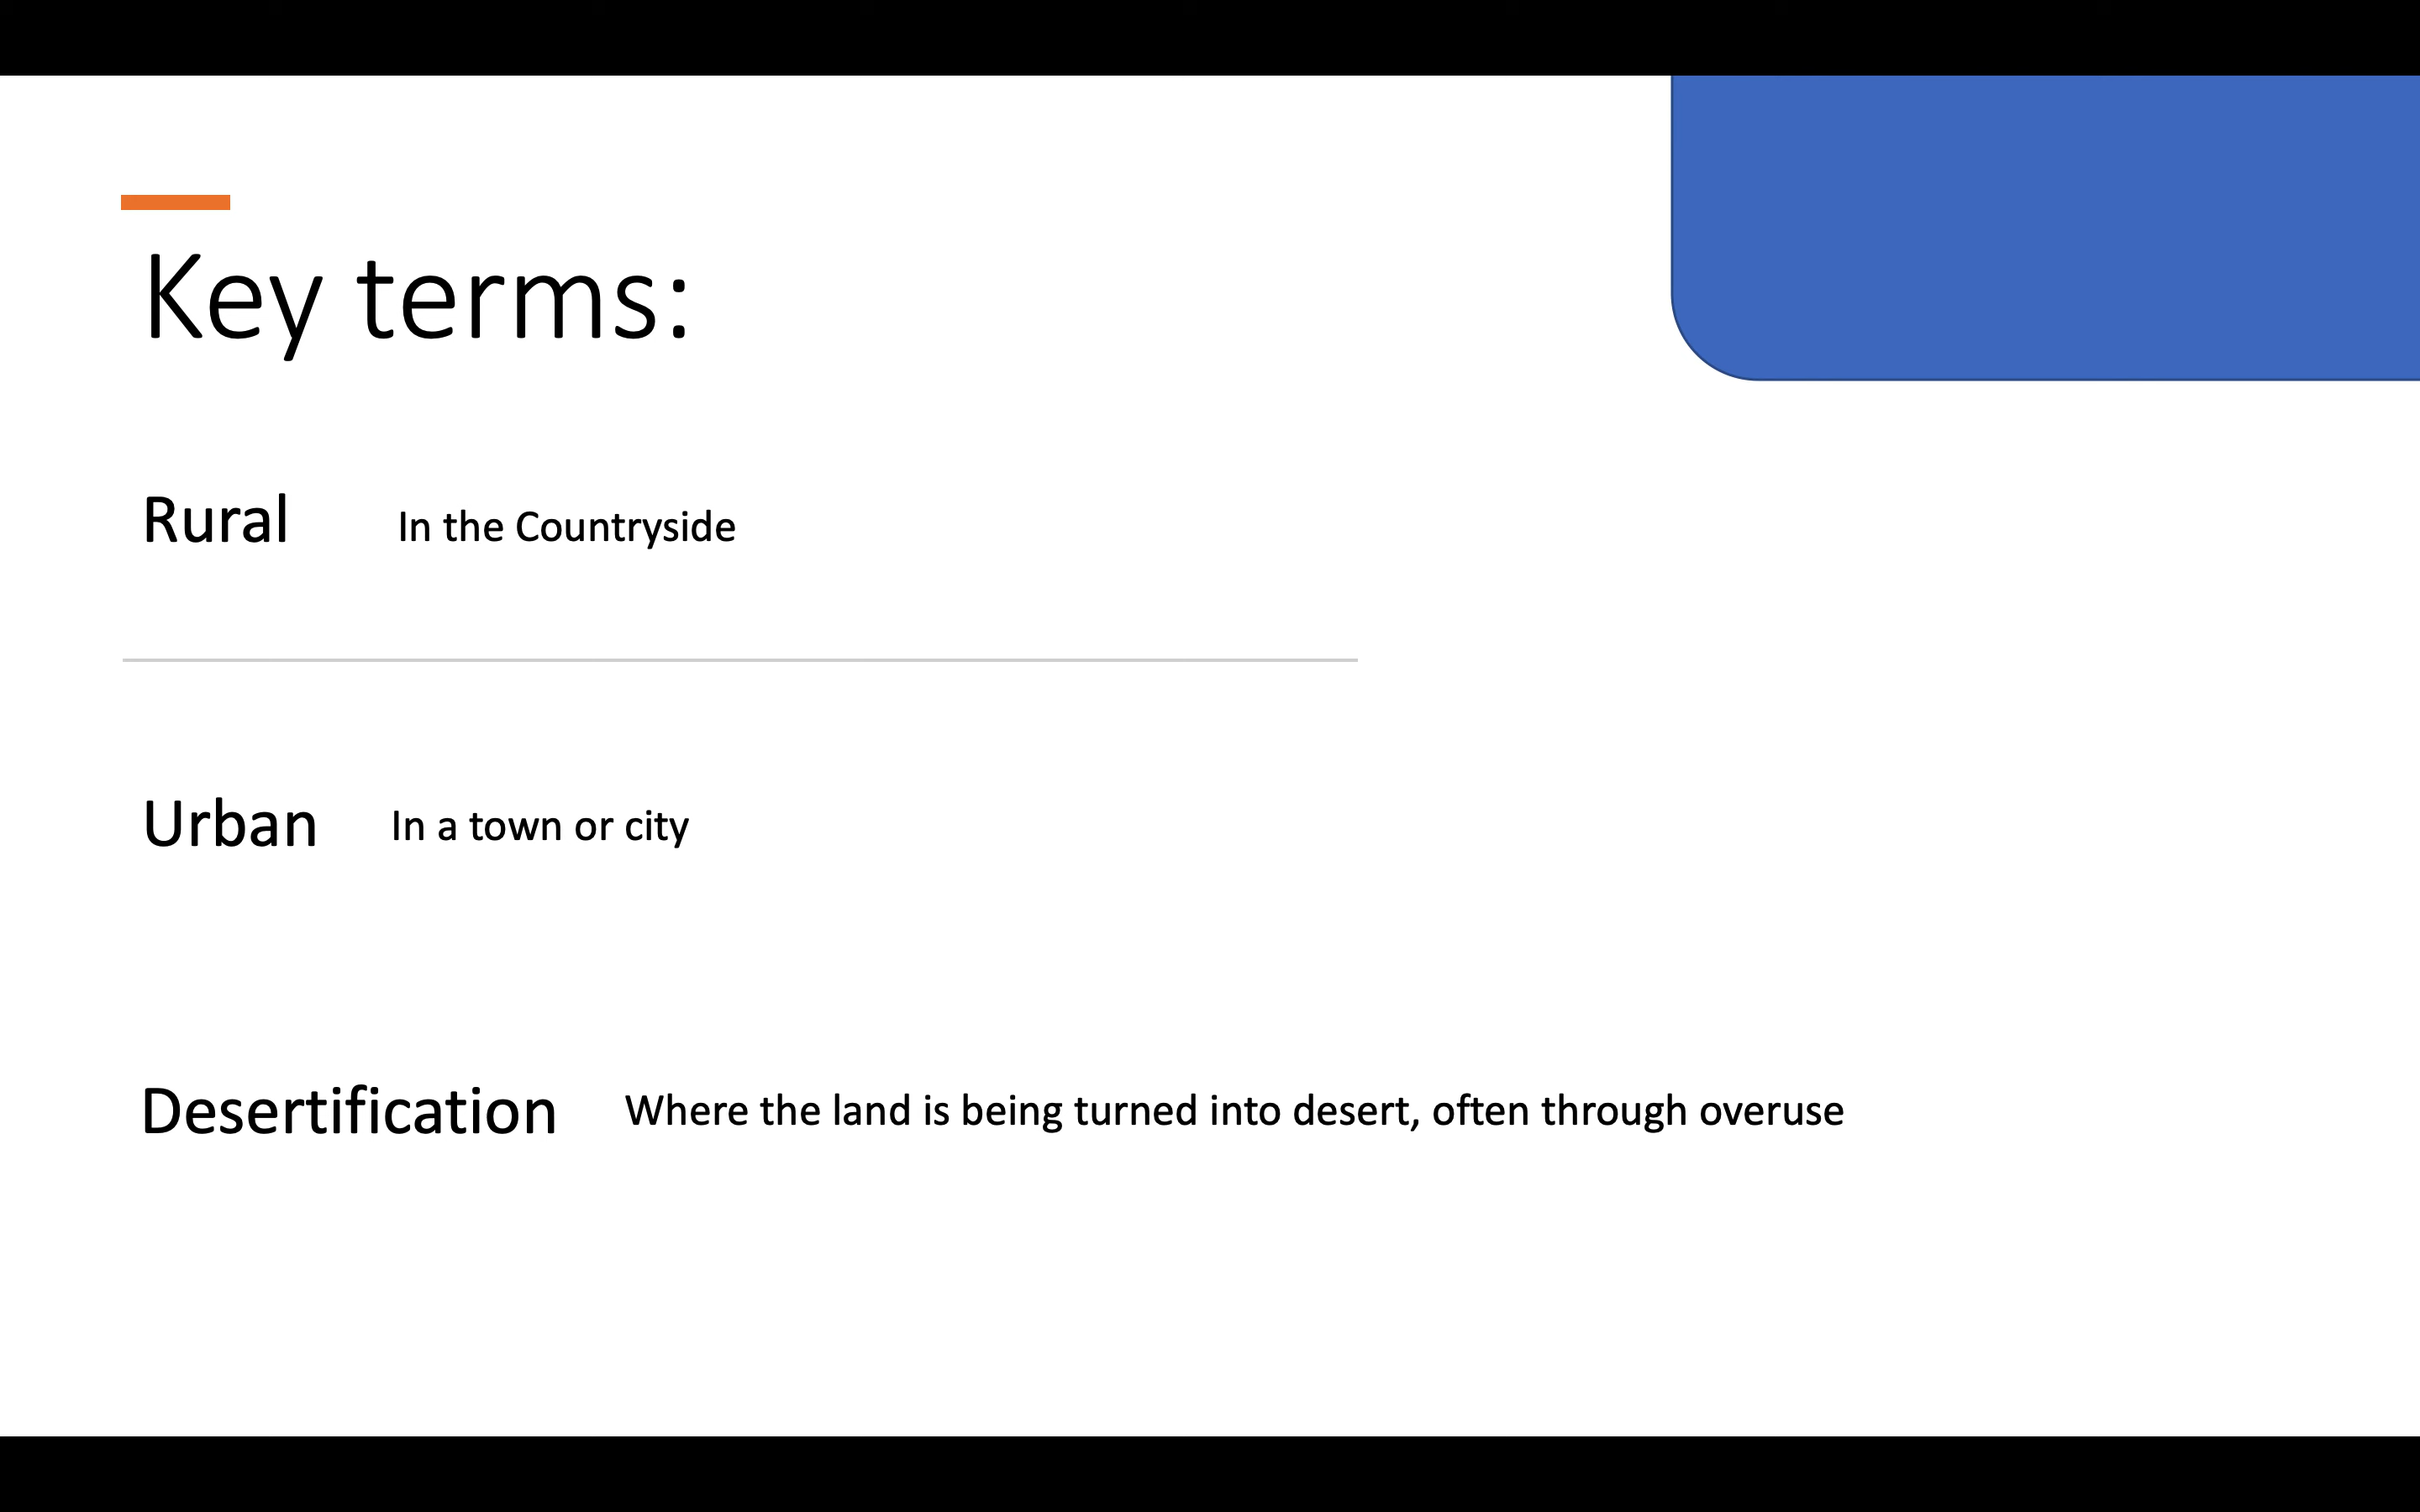 Key terms:
Rural In the Countryside
Urban In a town or city
Desertification Where the land is being turned into desert, often through overuse